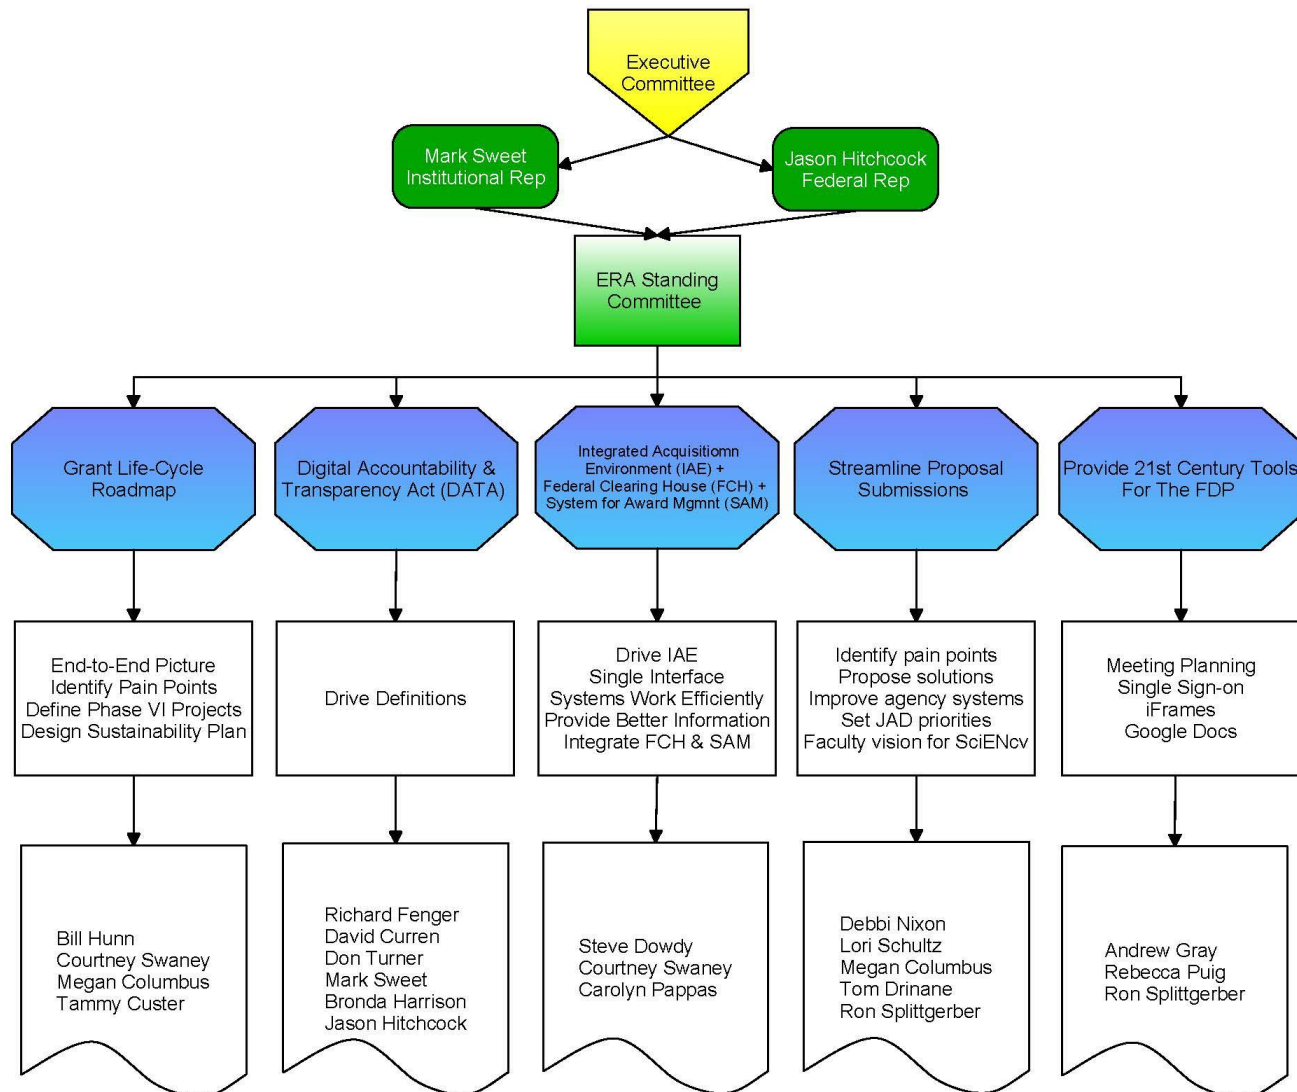 Executive
Committee
Mark Sweet
Institutional Rep
Jason Hitchcock
Federal Rep
ERA Standing
Committee
Grant Life-Cycle
Roadmap
Digital Accountability &
Transparency Act (DATA)
Integrated Acquisitiomn
Environment (IAE) +
Federal Clearing House (FCH) +
System for Award Mgmnt (SAM)
Streamline Proposal
Submissions
Provide 21st Century Tools
For The FDP
End-to-End Picture
Identify Pain Points
Define Phase VI Projects
Design Sustainability Plan
Drive Definitions
Drive IAE
Single Interface
Systems Work Efficiently
Provide Better Information
Integrate FCH & SAM
Identify pain points
Propose solutions
Improve agency systems
Set JAD priorities
Faculty vision for SciENcv
Meeting Planning
Single Sign-on
iFrames
Google Docs
Bill Hunn
Courtney Swaney
Megan Columbus
Tammy Custer
Richard Fenger
David Curren
Don Turner
Mark Sweet
Bronda Harrison
Jason Hitchcock
Steve Dowdy
Courtney Swaney
Carolyn Pappas
Debbi Nixon
Lori Schultz
Megan Columbus
Tom Drinane
Ron Splittgerber
Andrew Gray
Rebecca Puig
Ron Splittgerber